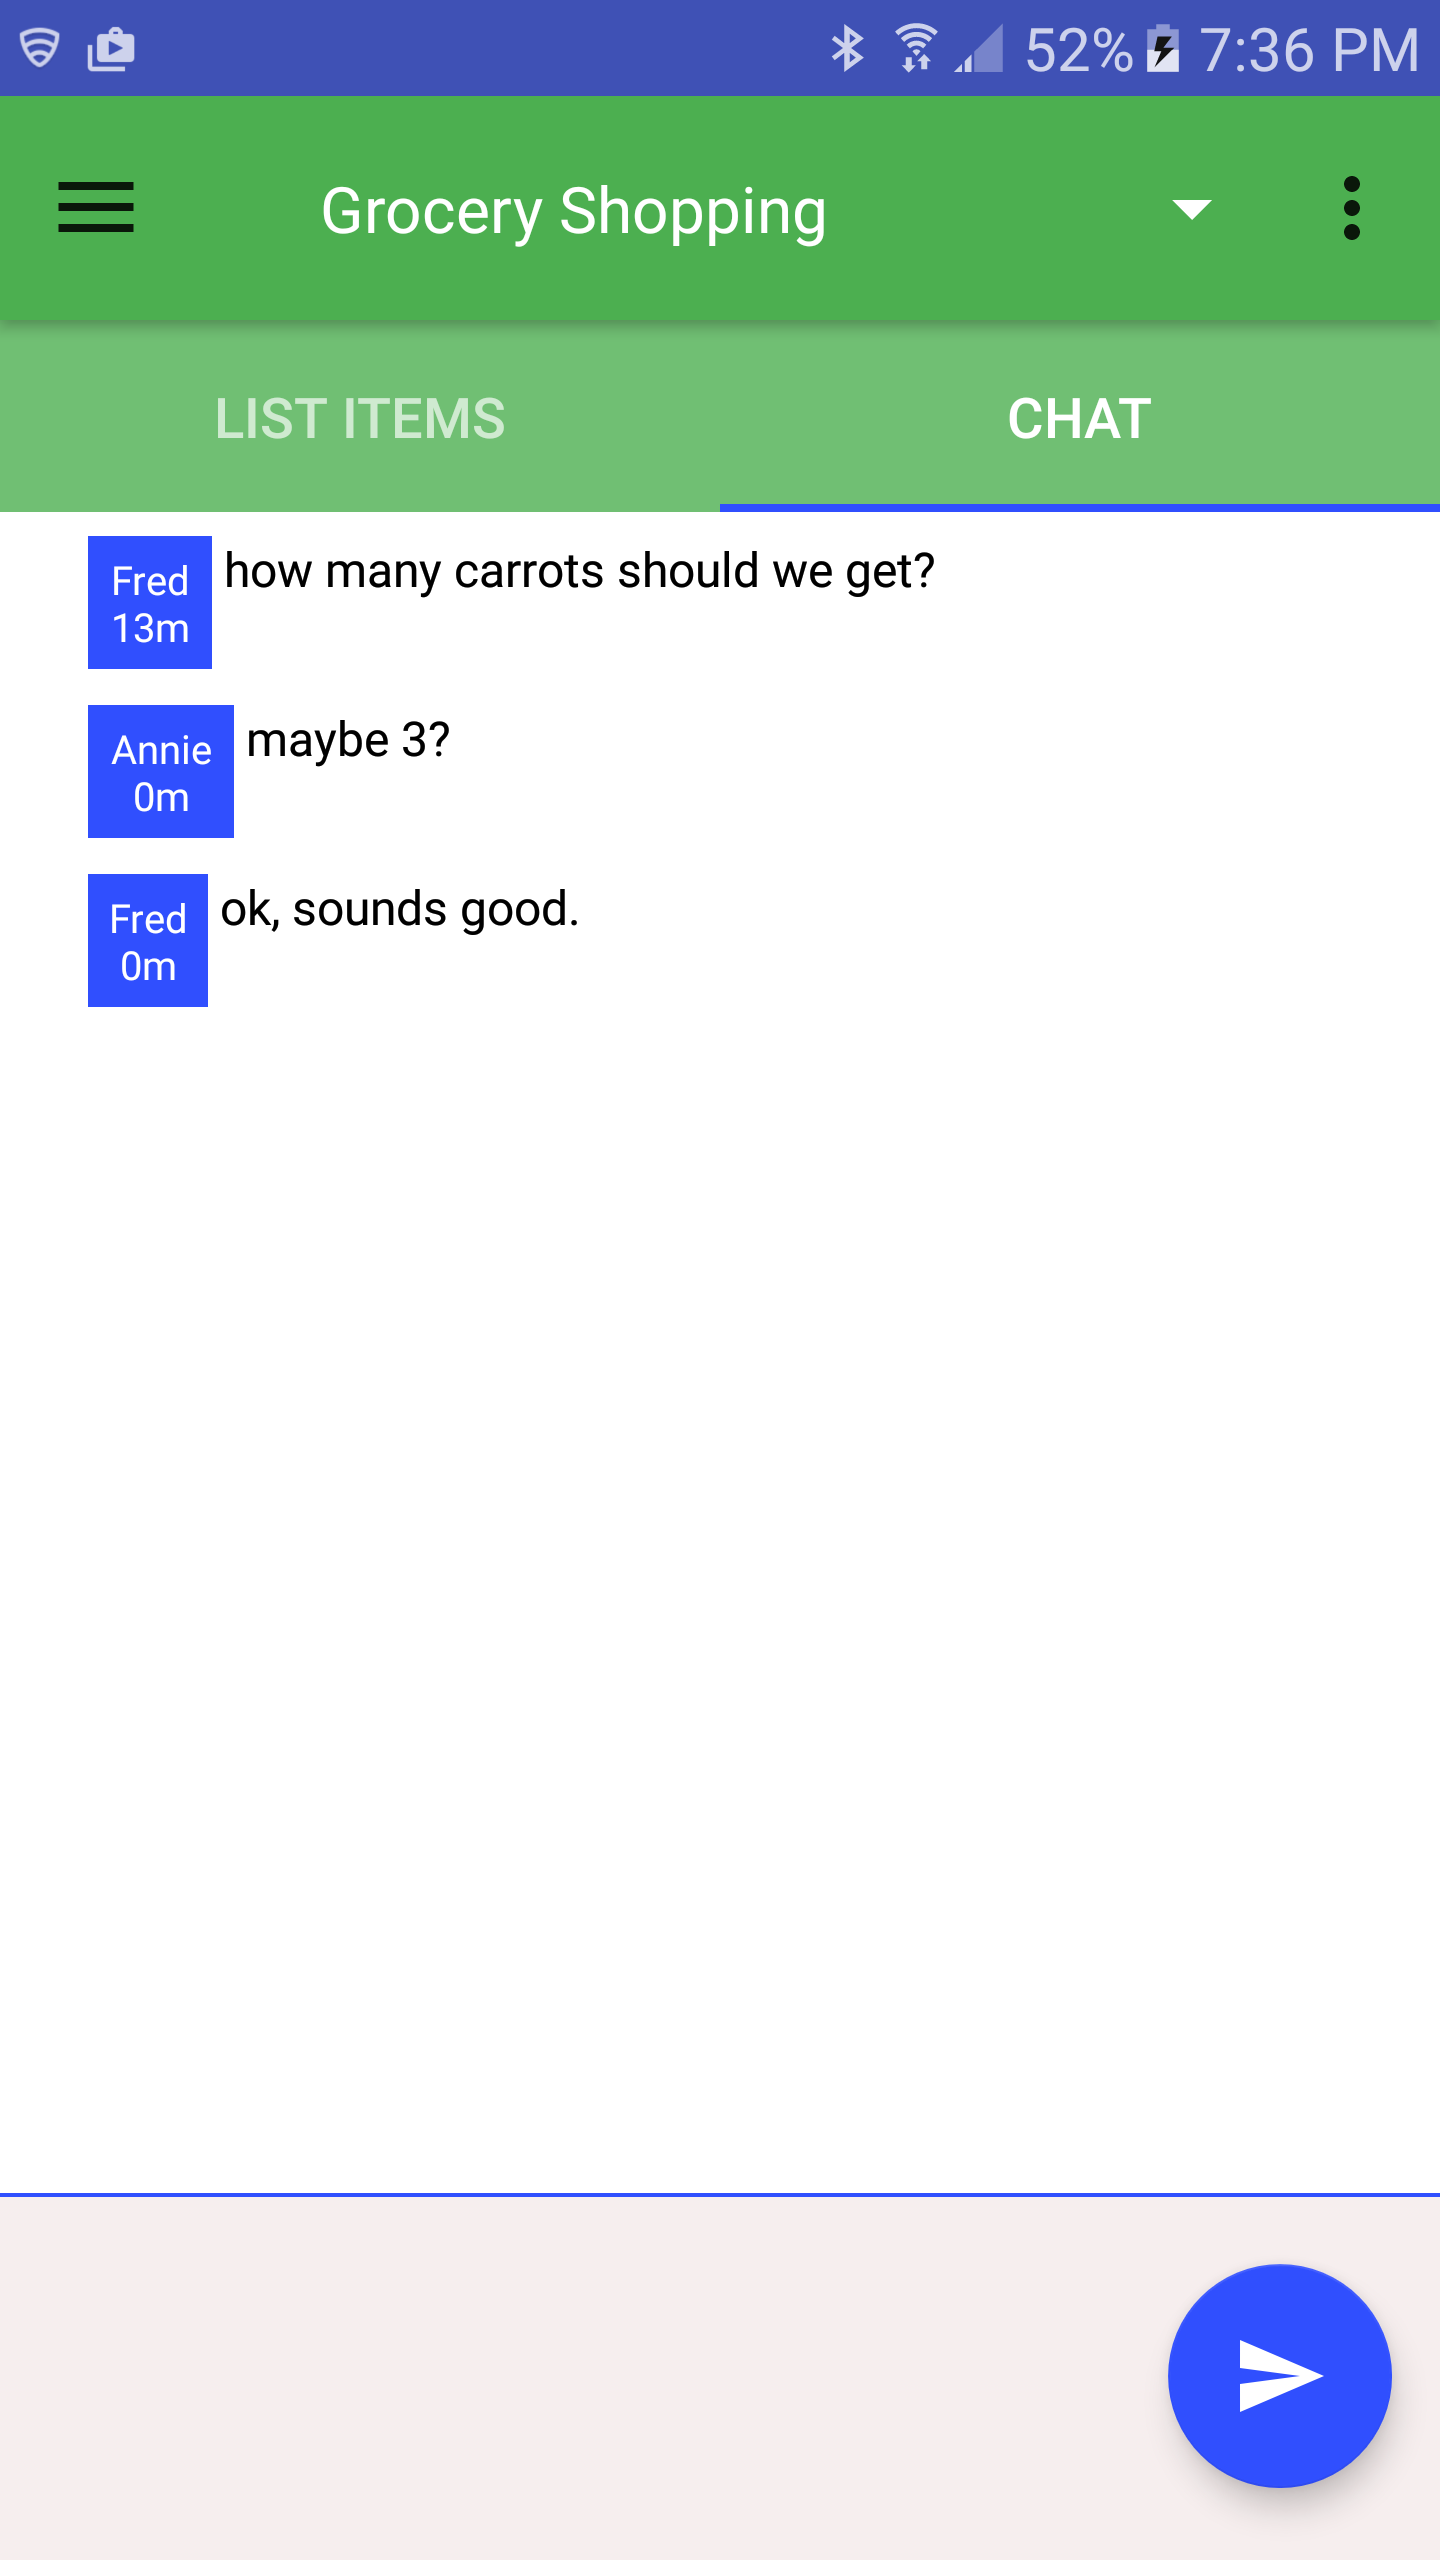 52% 7:36 PM
Grocery Shopping
LIST ITEMS CHAT
Fred how many carrots should we get?
13m
Annie maybe 3?
0m
Fred ok, sounds good.
0m